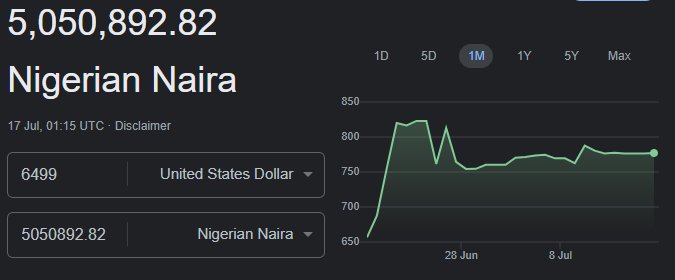 5,050,892.82
Nigerian Naira
17 Jul, 01:15 UTC · Disclaimer
6499 United States Dollar
5050892.82 Nigerian Naira
1D 5D 1M 1Y 5Y Max
850
800
750
700
650
28 Jun 8 Jul